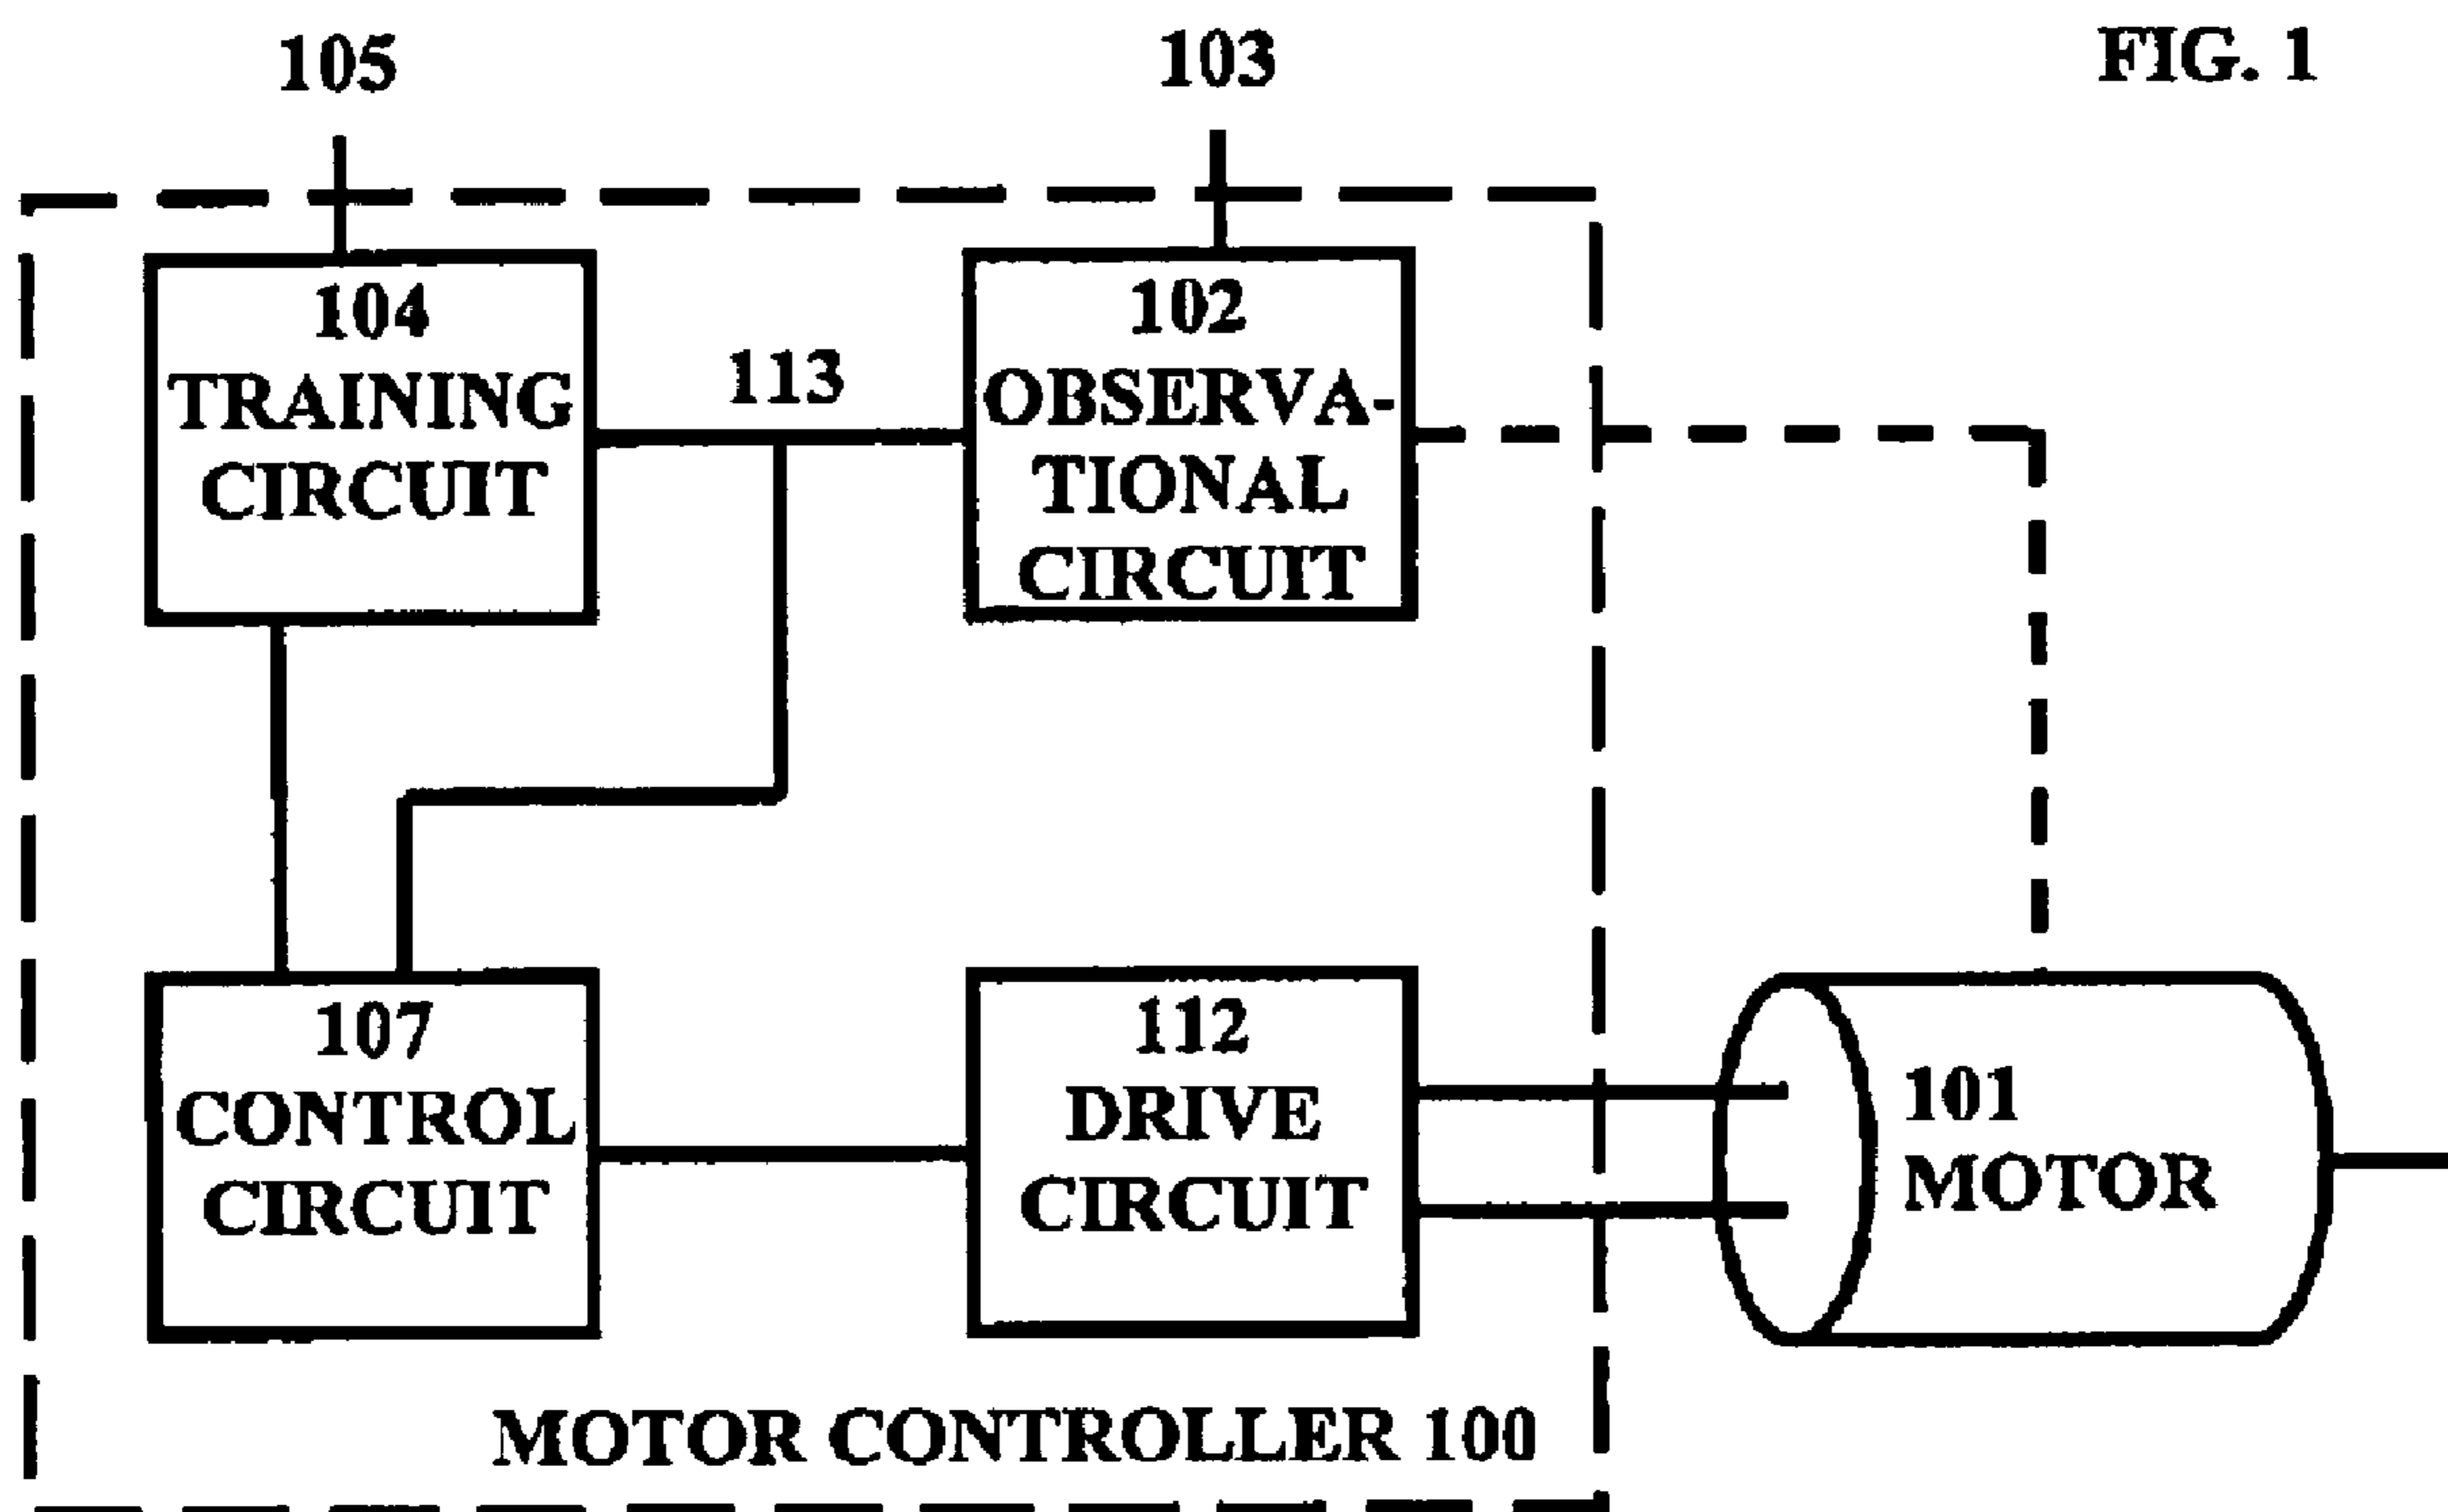 105
103
FIG. 1
104
TRAINING
CIRCUIT
113
102
OBSERVA-
TIONAL
CIRCUIT
107
CONTROL
CIRCUIT
112
DRIVE
CIRCUIT
101
MOTOR
MOTOR CONTROLLER 100